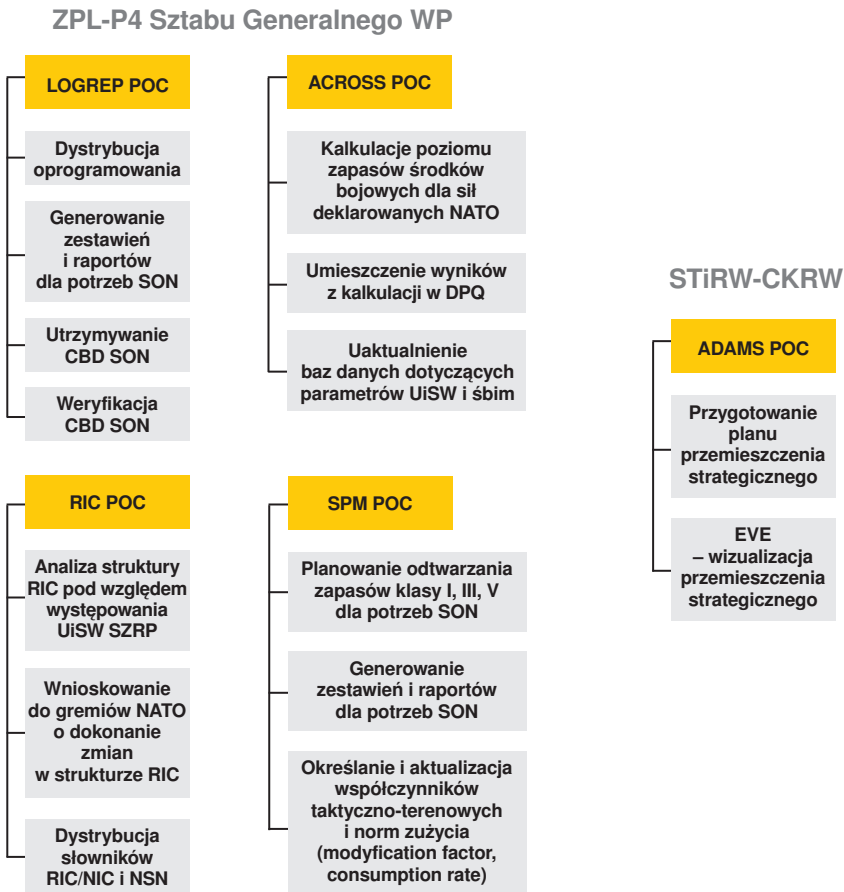 ZPL-P4 Sztabu Generalnego WP
LOGREP POC
Dystrybucja
oprogramowania
Generowanie
zestawień
i raportów
dla potrzeb SON
Utrzymywanie
CBD SON
Weryfikacja
CBD SON
ACROSS POC
Kalkulacje poziomu
zapasów środków
bojowych dla sił
deklarowanych NATO
Umieszczenie wyników
z kalkulacji w DPQ
Uaktualnienie
baz danych dotyczących
parametrów UiSW i śbim
RIC POC
Analiza struktury
RIC pod względem
występowania
UiSW SZRP
Wnioskowanie
do gremiów NATO
o dokonanie
zmian
w strukturze RIC
Dystrybucja
słowników
RIC/NIC i NSN
SPM POC
Planowanie odtwarzania
zapasów klasy I, III, V
dla potrzeb SON
Generowanie
zestawień i raportów
dla potrzeb SON
Określanie i aktualizacja
współczynników
taktyczno-terenowych
i norm zużycia
(modyfication factor,
consumption rate)
STiRW-CKRW
ADAMS POC
Przygotowanie
planu
przemieszczenia
strategicznego
EVE
– wizualizacja
przemieszczenia
strategicznego